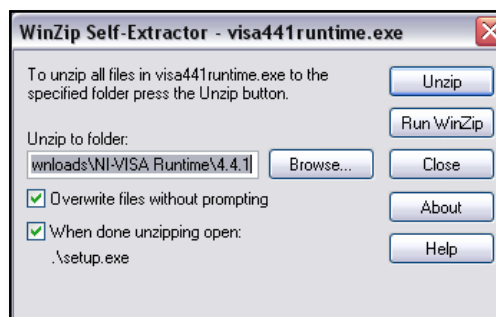 WinZip Self-Extractor - visa441runtime.exe
To unzip all files in visa441runtime.exe to the
specified folder press the Unzip button.
Unzip to folder:
wnloads\NI-VISA Runtime\4.4.1
Browse...
Overwrite files without prompting
When done unzipping open:
.\setup.exe
Unzip
Run WinZip
Close
About
Help